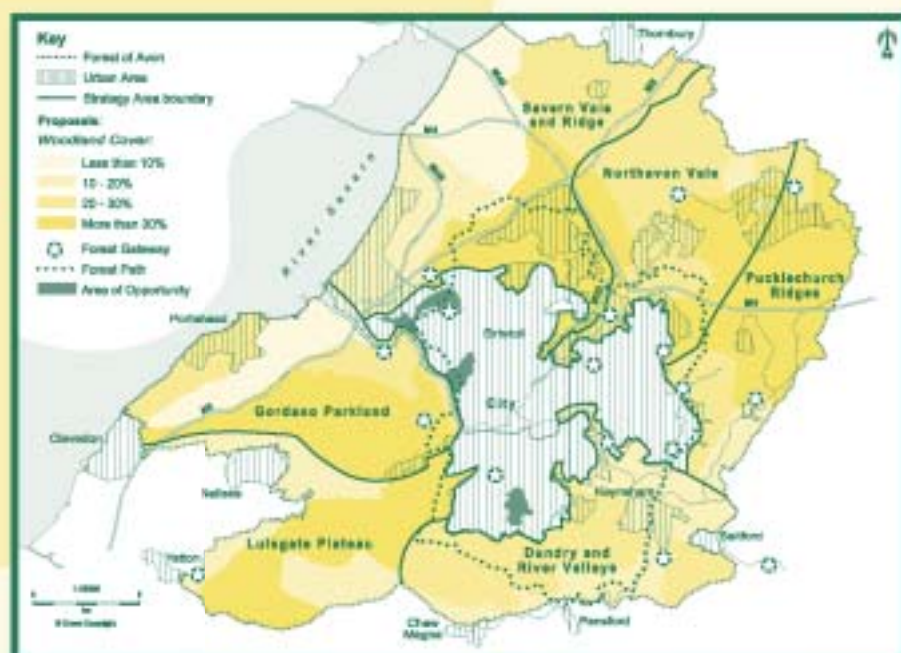 Key
Forest of Avon
Urban Area
Strategy Area boundary
Proposals:
Woodland Cover:
Less than 10%
10 - 20%
20 - 30%
More than 30%
Forest Gateway
Forest Path
Area of Opportunity
Thornbury
Severn Vale
and Ridge
M4
River Severn
Northavon Vale
Pucklechurch
Ridges
Portishead
Bristol
City
Gordano Parkland
Clevedon
Nailsea
Keynsham
Lulsgate Plateau
Saltford
Dundry and
River Valleys
Yatton
Chew
Magna
Pensford